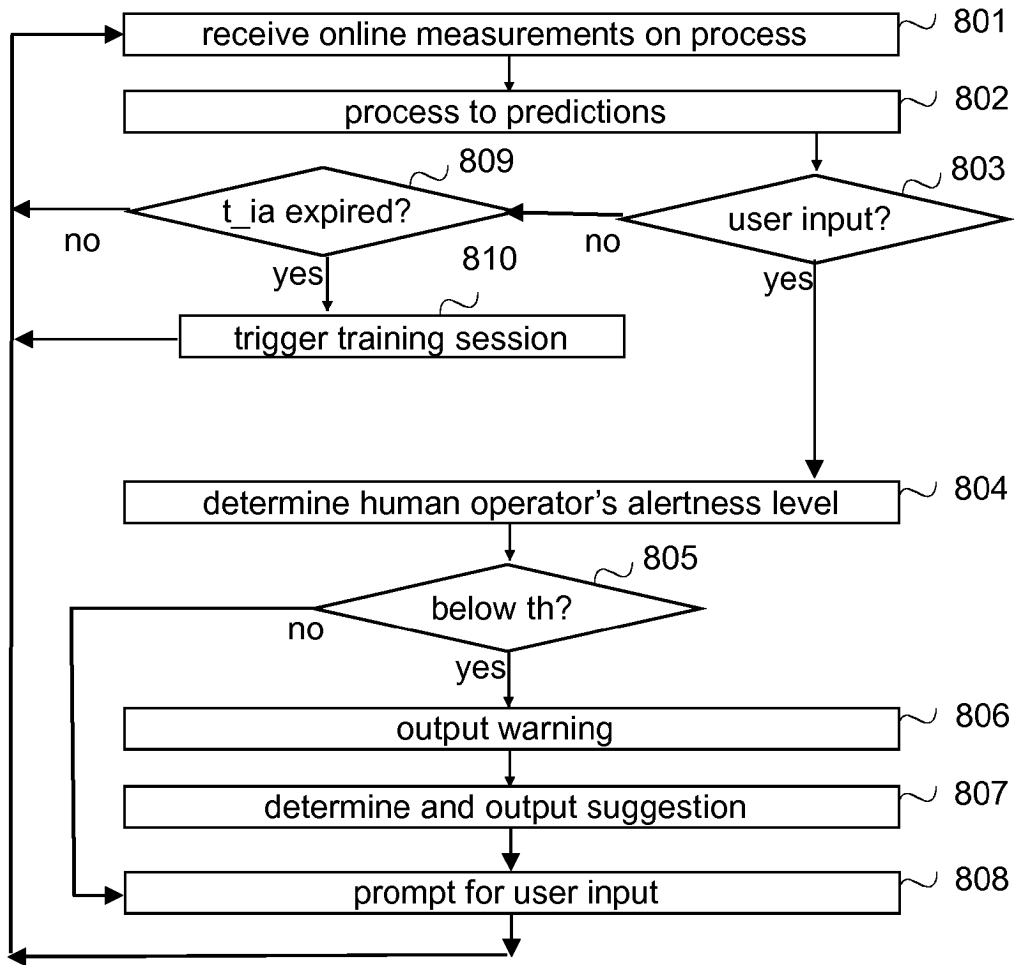 receive online measurements on process
801
process to predictions
802
809
803
t_ia expired?
user input?
no
no
yes
810
yes
trigger training session
determine human operator's alertness level
804
805
below th?
no
yes
output warning
806
determine and output suggestion
807
prompt for user input
808